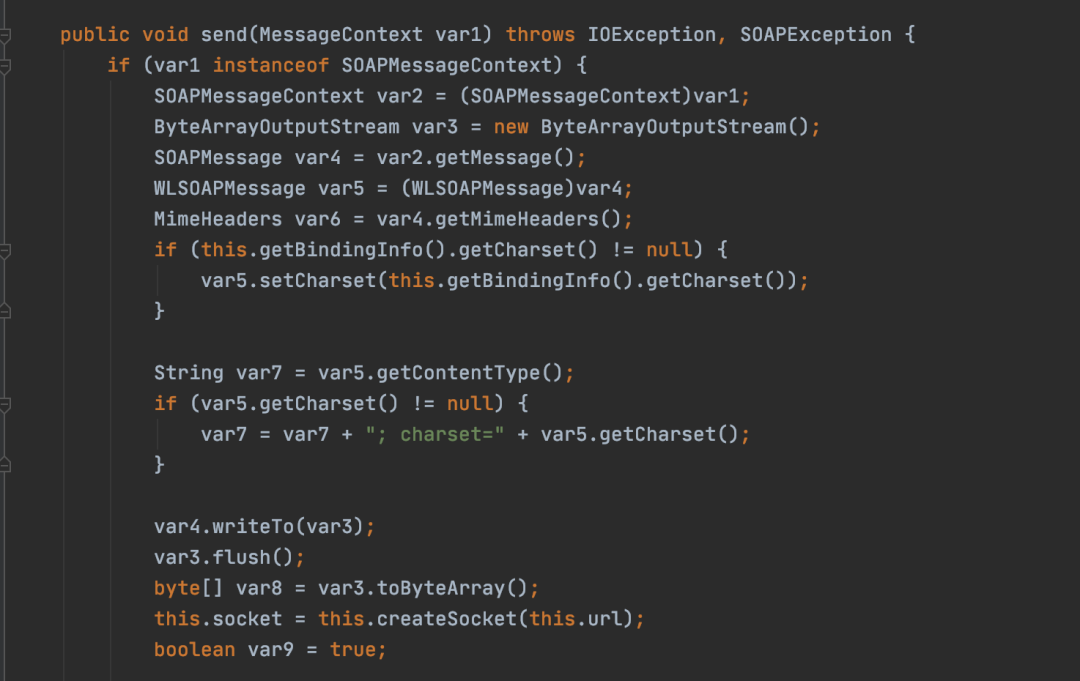 public void send(MessageContext var1) throws IOException, SOAPException {
if (var1 instanceof SOAPMessageContext) {
SOAPMessageContext var2 = (SOAPMessageContext)var1;
ByteArrayOutputStream var3 = new ByteArrayOutputStream();
SOAPMessage var4 = var2.getMessage();
WLSOAPMessage var5 = (WLSOAPMessage)var4;
MimeHeaders var6 = var4.getMimeHeaders();
if (this.getBindingInfo().getCharset() != null) {
var5.setCharset(this.getBindingInfo().getCharset());
}
String var7 = var5.getContentType();
if (var5.getCharset() != null) {
var7 = var7 + "; charset=" + var5.getCharset();
}
var4.writeTo(var3);
var3.flush();
byte[] var8 = var3.toByteArray();
this.socket = this.createSocket(this.url);
boolean var9 = true;